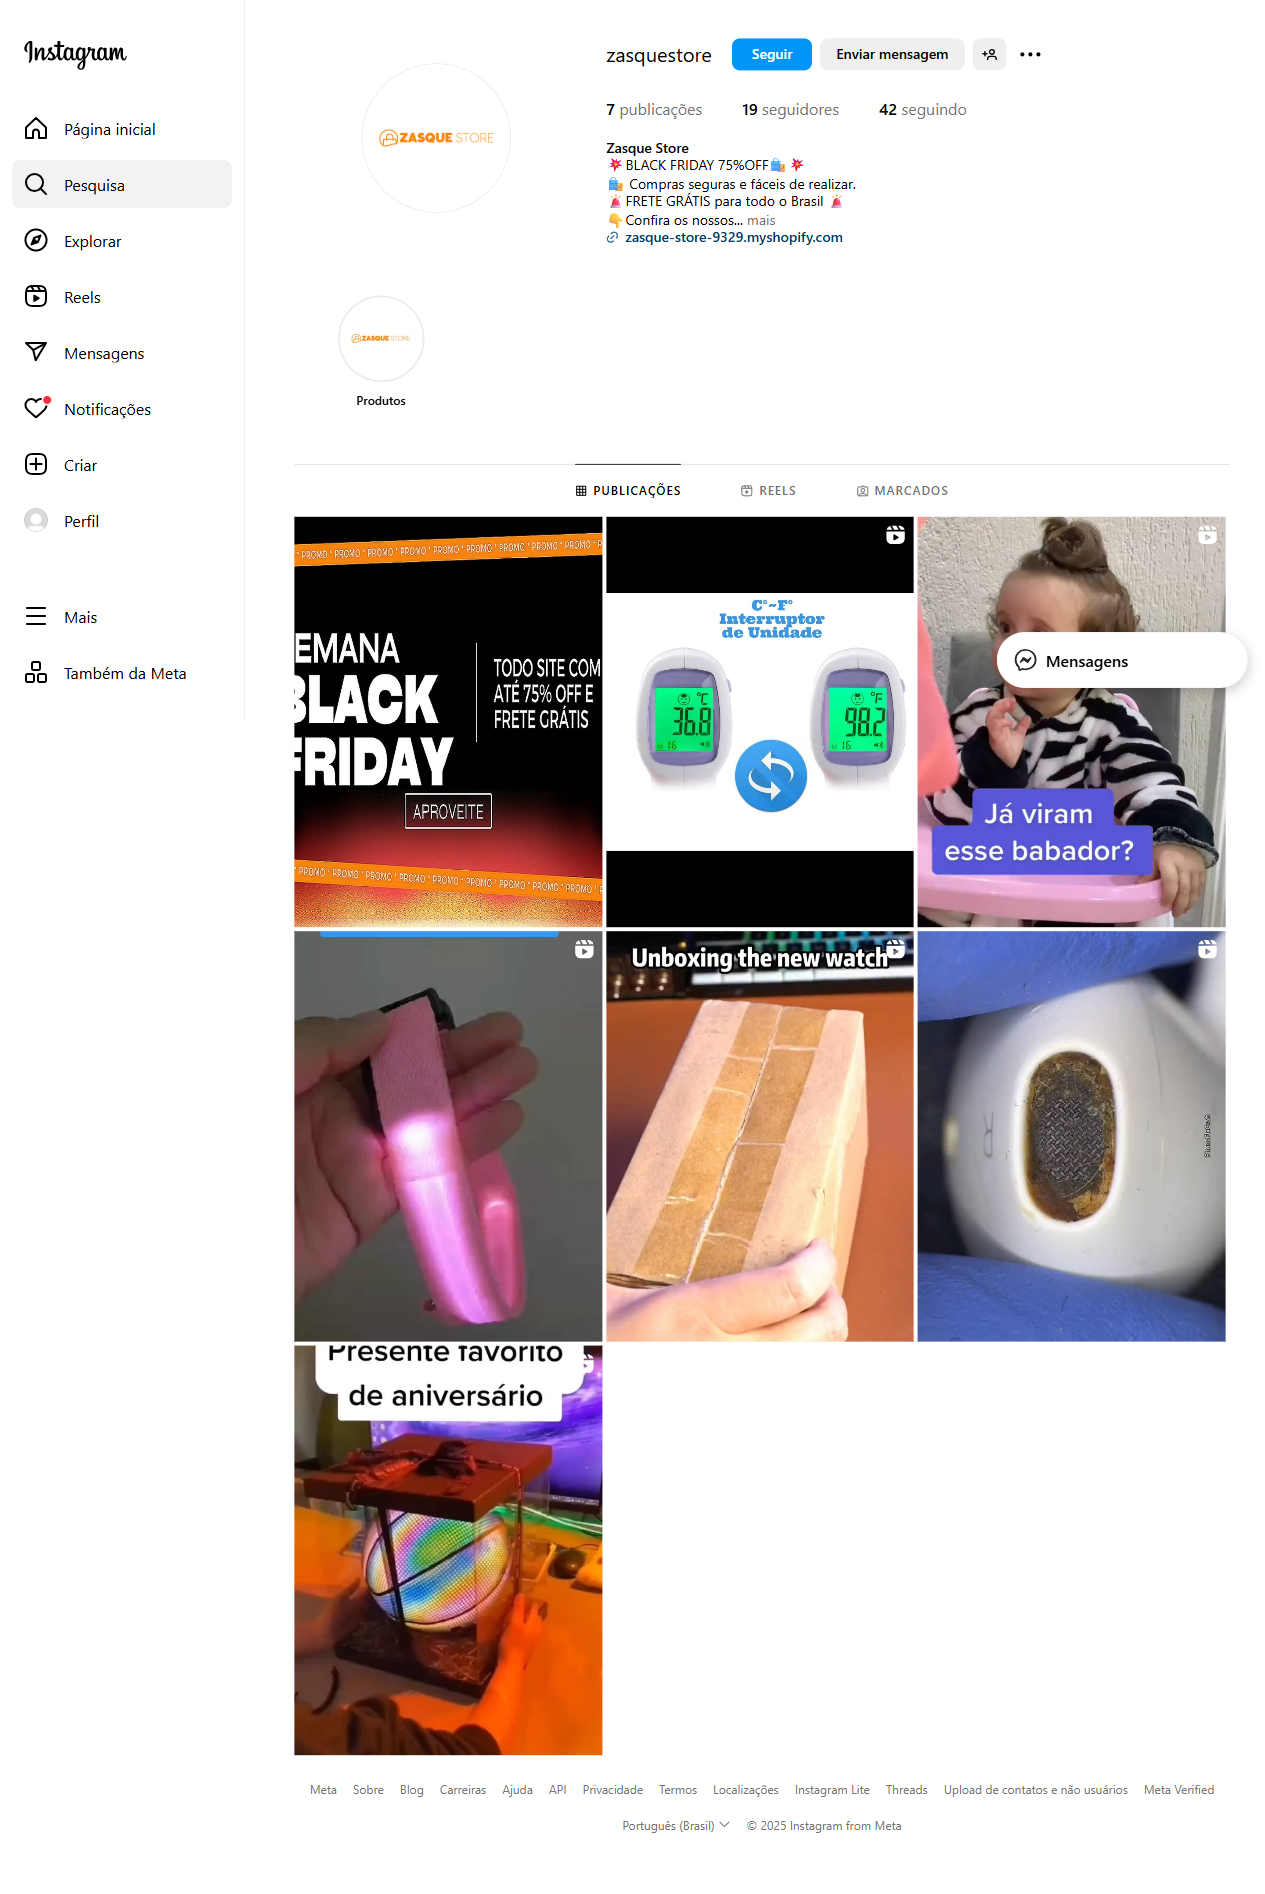 Instagram
Página inicial
Pesquisa
Explorar
Reels
Mensagens
Notificações
Criar
Perfil
Mais
Também da Meta
zasquestore
Seguir
Enviar mensagem
7 publicações
19 seguidores
42 seguindo
Zasque Store
💥BLACK FRIDAY 75%OFF🛍️💥
🛍️ Compras seguras e fáceis de realizar.
🚨FRETE GRÁTIS para todo o Brasil 🚨
👇Confira os nossos... mais
zasque-store-9329.myshopify.com
ZASQUE STORE
ZASQUE STORE
Produtos
PUBLICAÇÕES
REELS
MARCADOS
* PROMO * PROMO * PROMO * PROMO * PROMO * PROMO * PROMO * PROMO * PROMO
EMANA
BLACK
FRIDAY
TODO SITE COM
ATÉ 75% OFF E
FRETE GRÁTIS
APROVEITE
* PROMO * PROMO * PROMO * PROMO * PROMO * PROMO * PROMO * PROMO * PROMO
C°~F°
Interruptor
de Unidade
°C
36.8
16
°F
98.2
16
Já viram
esse babador?
Mensagens
Unboxing the new watch
Presente favorito
de aniversário
Meta
Sobre
Blog
Carreiras
Ajuda
API
Privacidade
Termos
Localizações
Instagram Lite
Threads
Upload de contatos e não usuários
Meta Verified
Português (Brasil)
© 2025 Instagram from Meta